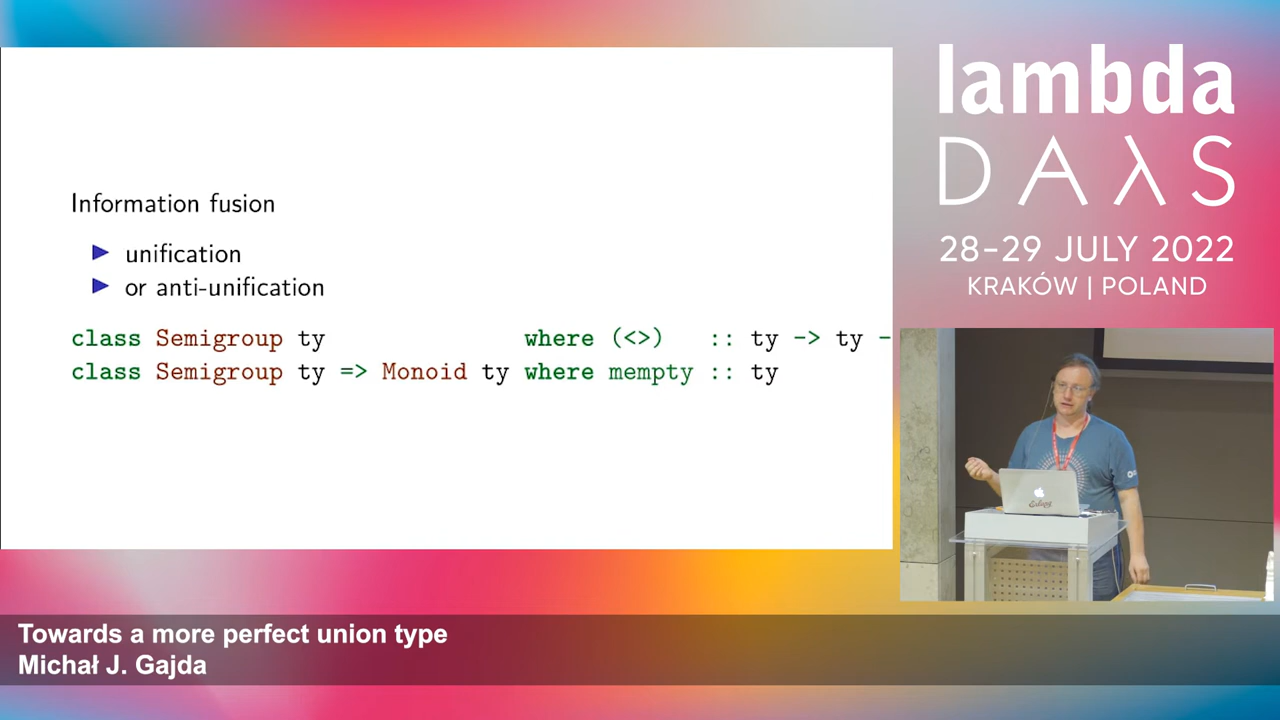 Information fusion
▶ unification
▶ or anti-unification
class Semigroup ty where (<>) :: ty -> ty -
class Semigroup ty => Monoid ty where mempty :: ty
lambda
DAλS
28-29 JULY 2022
KRAKÓW | POLAND
Towards a more perfect union type
Michał J. Gajda